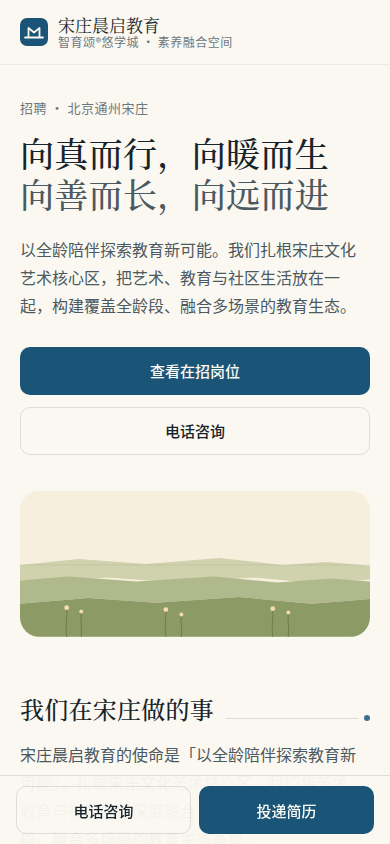 宋庄晨启教育
智育颂®悠学城 · 素养融合空间
招聘 · 北京通州宋庄
向真而行，向暖而生
向善而长，向远而进
以全龄陪伴探索教育新可能。我们扎根宋庄文化
艺术核心区，把艺术、教育与社区生活放在一
起，构建覆盖全龄段、融合多场景的教育生态。
查看在招岗位
电话咨询
我们在宋庄做的事
宋庄晨启教育的使命是「以全龄陪伴探索教育新
电话咨询
投递简历